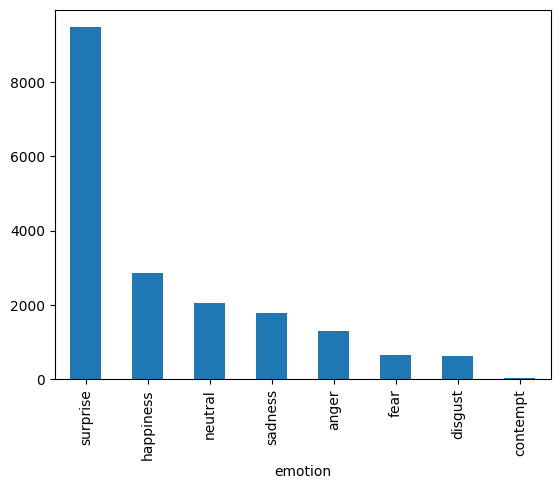 8000
6000
4000
2000
0
surprise
happiness
neutral
sadness
anger
fear
disgust
contempt
emotion